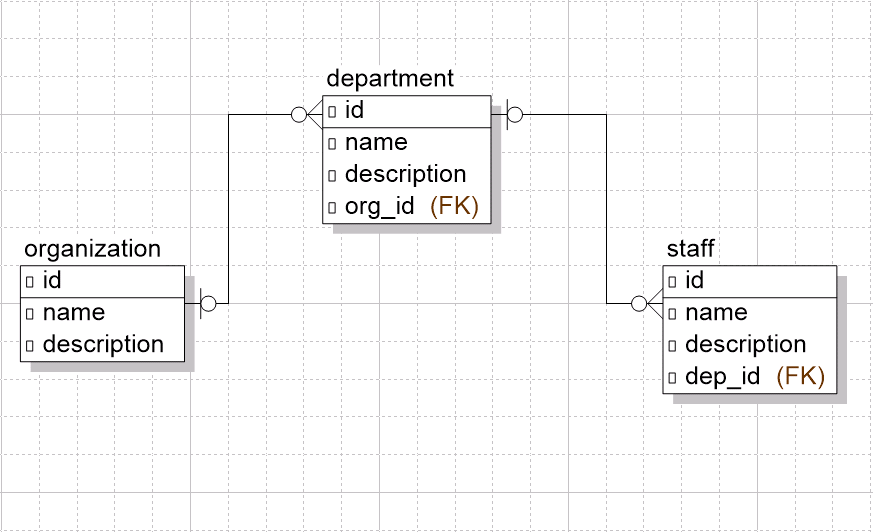 department
id
name
description
org_id (FK)
organization
id
name
description
staff
id
name
description
dep_id (FK)